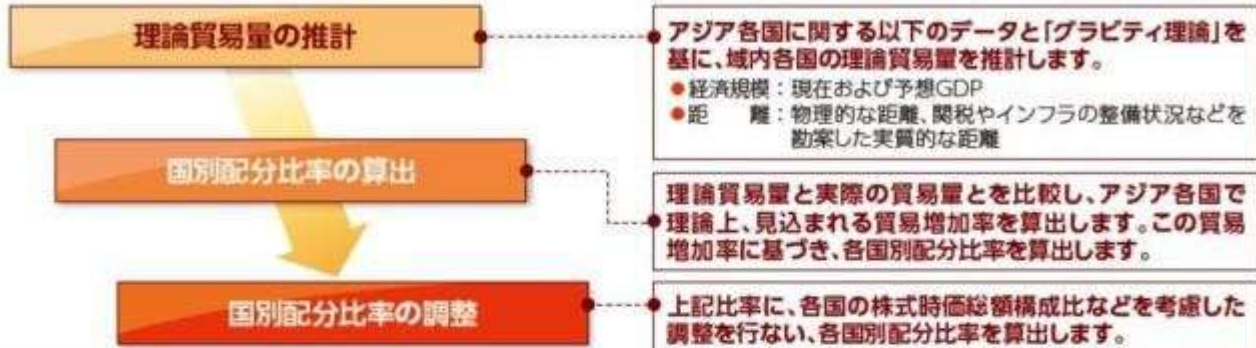 理論貿易量の推計
アジア各国に関する以下のデータと「グラビティ理論」を
基に、域内各国の理論貿易量を推計します。
●経済規模：現在および予想GDP
●距　　離：物理的な距離、関税やインフラの整備状況などを
勘案した実質的な距離
国別配分比率の算出
理論貿易量と実際の貿易量とを比較し、アジア各国で
理論上、見込まれる貿易増加率を算出します。この貿易
増加率に基づき、各国別配分比率を算出します。
国別配分比率の調整
上記比率に、各国の株式時価総額構成比などを考慮した
調整を行ない、各国別配分比率を算出します。